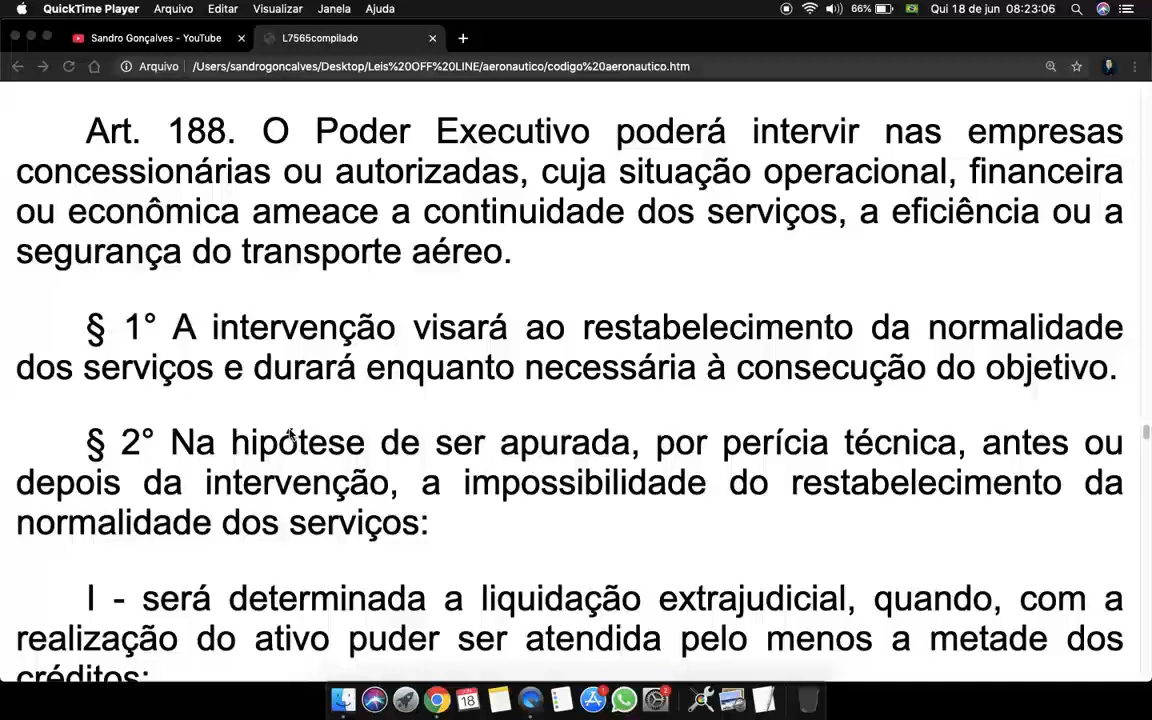 QuickTime Player Arquivo Editar Visualizar Janela Ajuda 66% Qui 18 de jun 08:23:06
Sandro Gonçalves - YouTube L7565compilado
Arquivo /Users/sandrogoncalves/Desktop/Leis%20OFF%20LINE/aeronautico/codigo%20aeronautico.htm
Art. 188. O Poder Executivo poderá intervir nas empresas
concessionárias ou autorizadas, cuja situação operacional, financeira
ou econômica ameace a continuidade dos serviços, a eficiência ou a
segurança do transporte aéreo.
§ 1° A intervenção visará ao restabelecimento da normalidade
dos serviços e durará enquanto necessária à consecução do objetivo.
§ 2° Na hipótese de ser apurada, por perícia técnica, antes ou
depois da intervenção, a impossibilidade do restabelecimento da
normalidade dos serviços:
I - será determinada a liquidação extrajudicial, quando, com a
realização do ativo puder ser atendida pelo menos a metade dos
créditos;
18